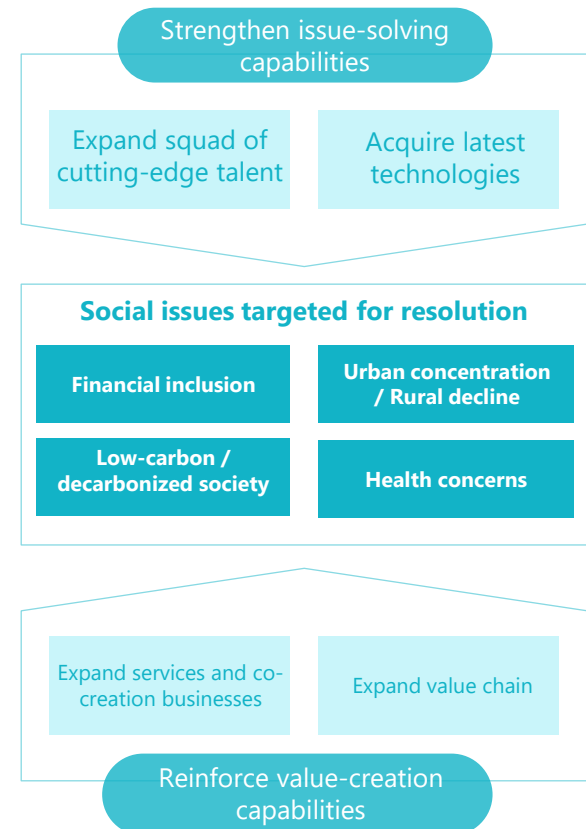 Strengthen issue-solving
capabilities
Expand squad of
cutting-edge talent
Acquire latest
technologies
Social issues targeted for resolution
Financial inclusion
Urban concentration
/ Rural decline
Low-carbon /
decarbonized society
Health concerns
Expand services and co-
creation businesses
Expand value chain
Reinforce value-creation
capabilities